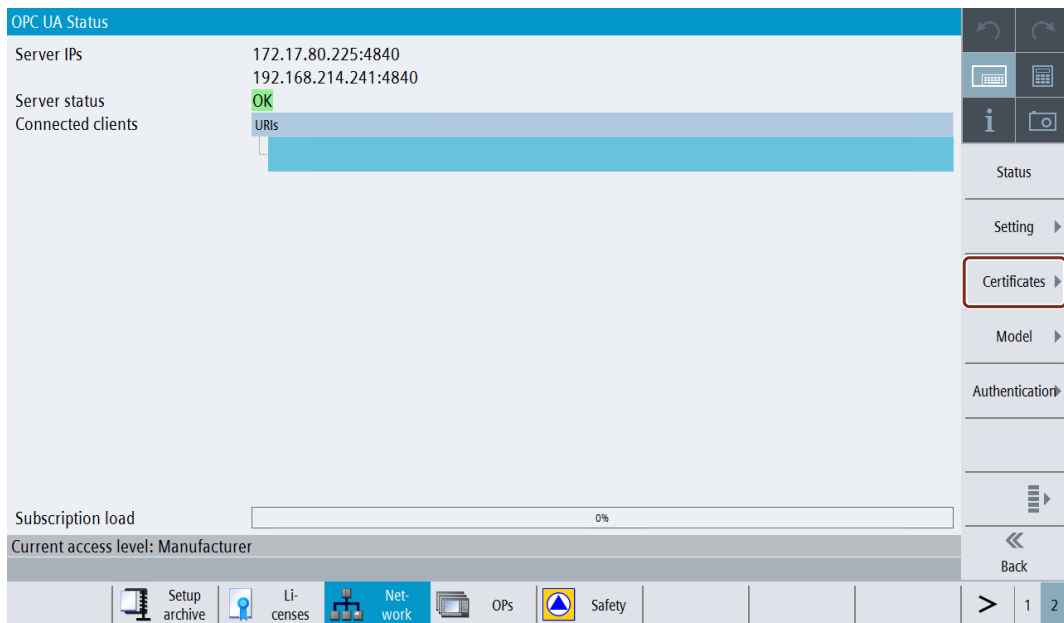 OPC UA Status
Server IPs 172.17.80.225:4840
192.168.214.241:4840
Server status OK
Connected clients URIs
Subscription load 0%
Current access level: Manufacturer
Status
Setting
Certificates
Model
Authentication
Back
Setup
archive
Li-
censes
Net-
work
OPs
Safety
> 1 2